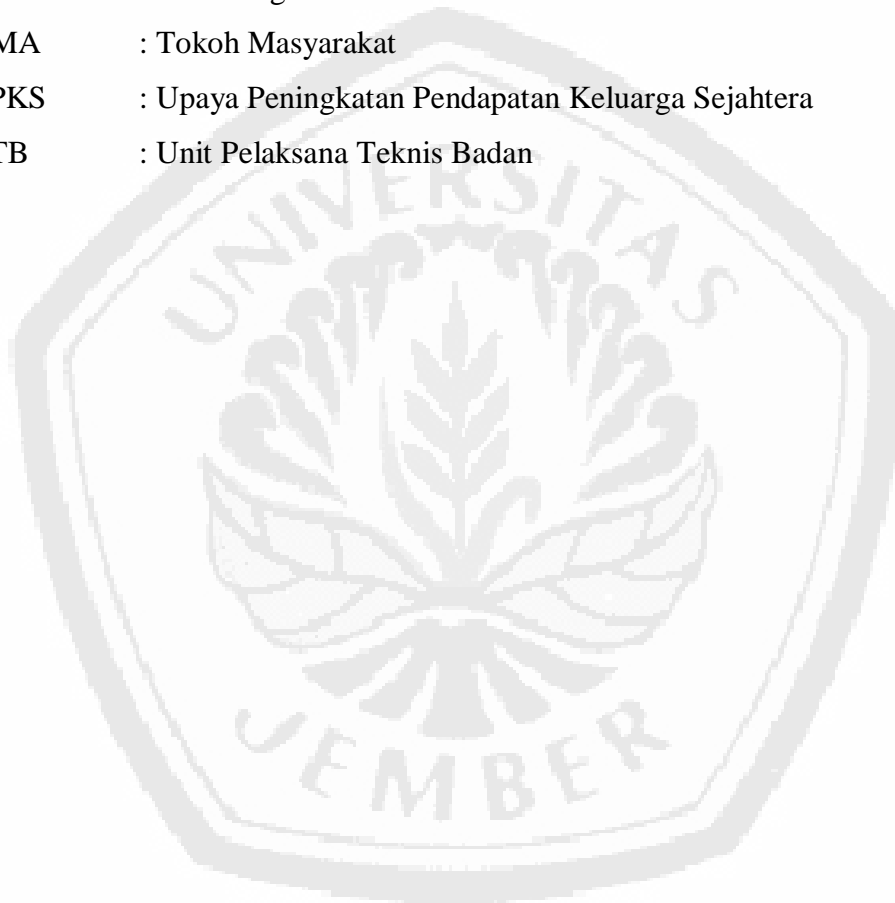 MA : Tokoh Masyarakat
PKS : Upaya Peningkatan Pendapatan Keluarga Sejahtera
TB : Unit Pelaksana Teknis Badan
UNIVERSITAS
JEMBER